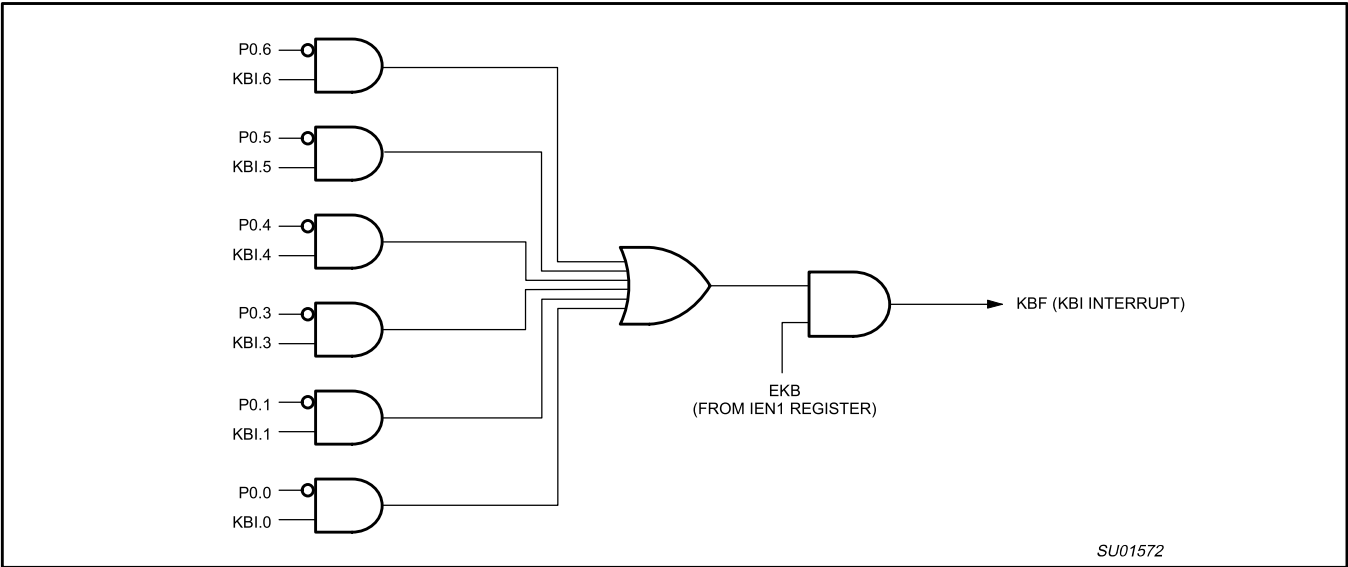 P0.6
KBI.6
P0.5
KBI.5
P0.4
KBI.4
P0.3
KBI.3
P0.1
KBI.1
P0.0
KBI.0
KBF (KBI INTERRUPT)
EKB
(FROM IEN1 REGISTER)
SU01572